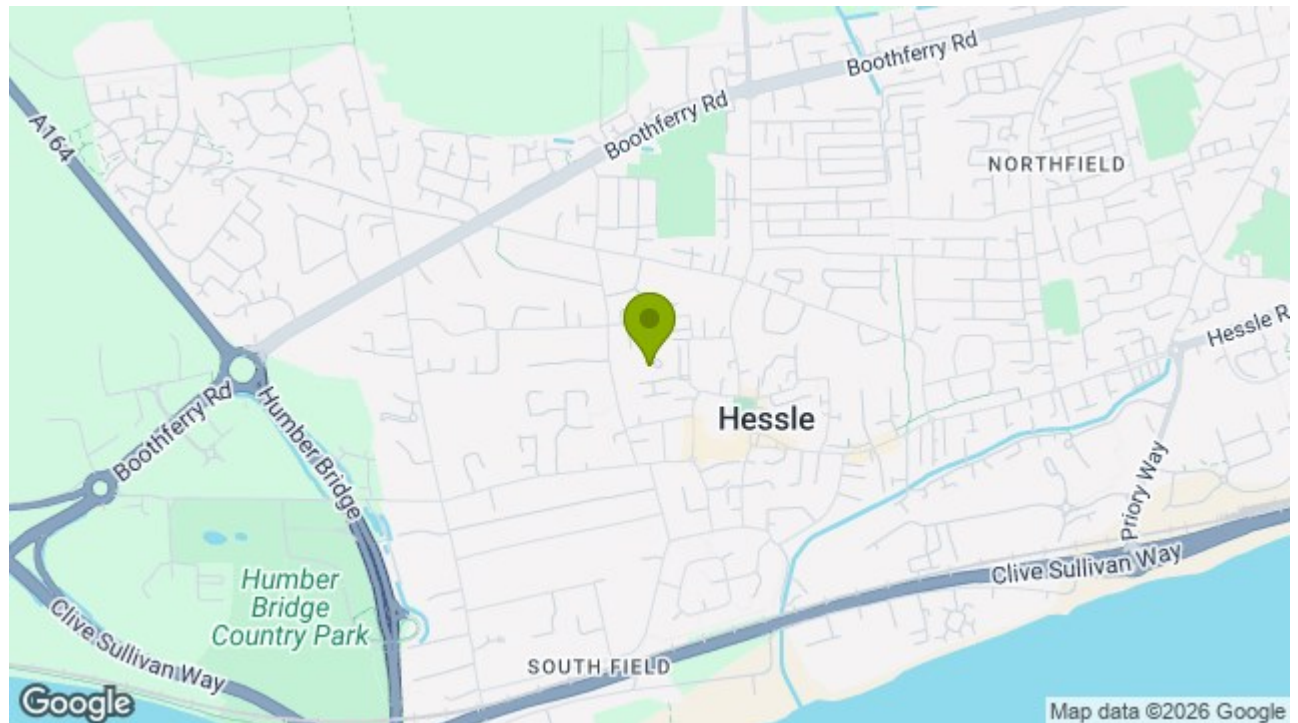 Boothferry Rd
Boothferry Rd
A164
NORTHFIELD
Hessle R
Hessle
Boothferry Rd
Humber Bridge
Priory Way
Clive Sullivan Way
Humber
Bridge
Country Park
Clive Sullivan Way
SOUTH FIELD
Google
Map data ©2026 Google